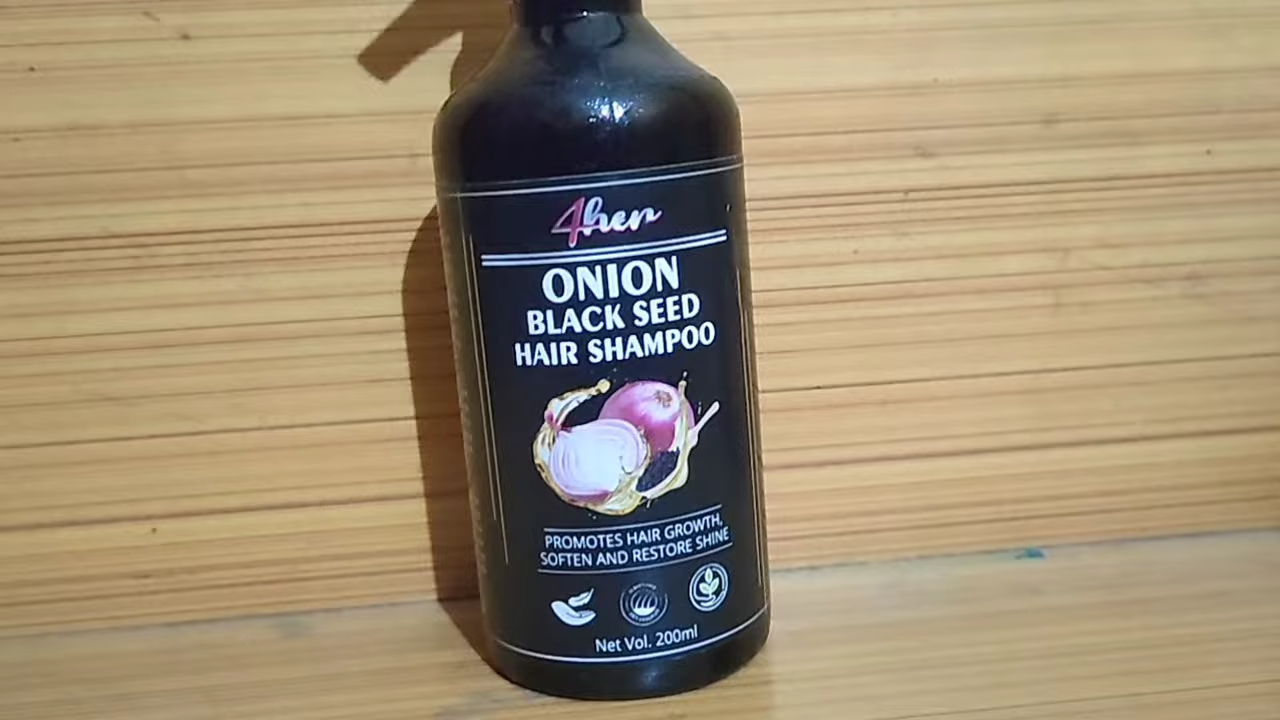 4her
ONION
BLACK SEED
HAIR SHAMPOO
PROMOTES HAIR GROWTH,
SOFTEN AND RESTORE SHINE
Net Vol. 200ml